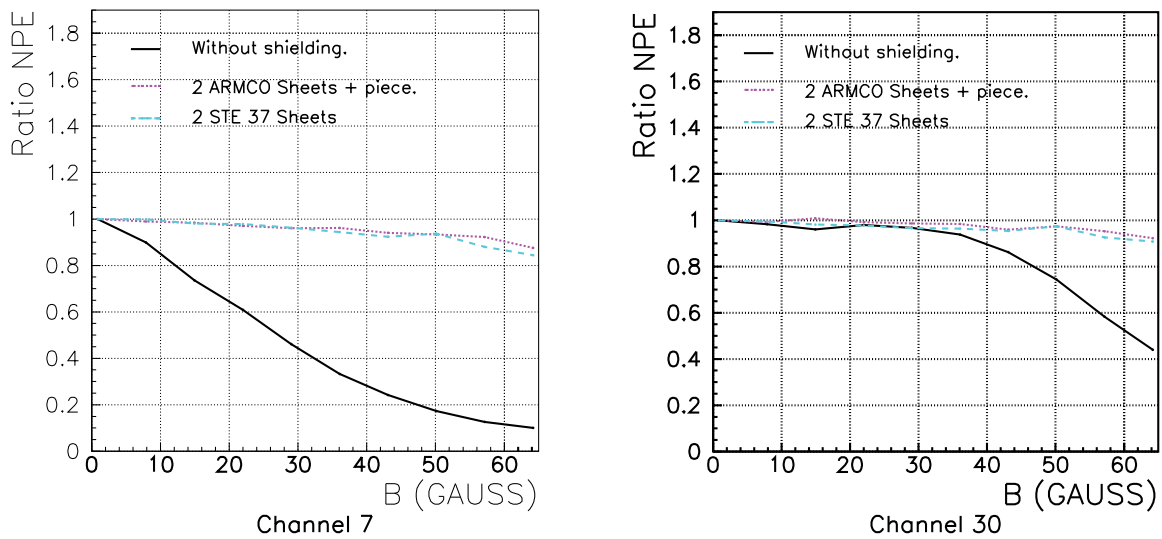 Ratio NPE
1.8
1.6
1.4
1.2
1
0.8
0.6
0.4
0.2
0
Without shielding.
2 ARMCO Sheets + piece.
2 STE 37 Sheets
0 10 20 30 40 50 60
B (GAUSS)
Channel 7
Ratio NPE
1.8
1.6
1.4
1.2
1
0.8
0.6
0.4
0.2
0
Without shielding.
2 ARMCO Sheets + piece.
2 STE 37 Sheets
0 10 20 30 40 50 60
B (GAUSS)
Channel 30